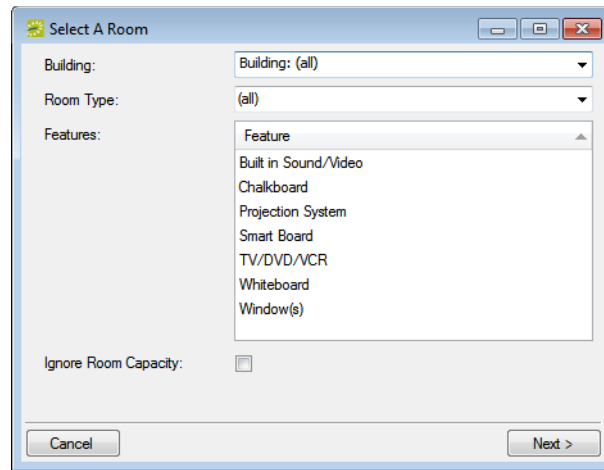 Select A Room
Building: Building: (all)
Room Type: (all)
Features: Feature
Built in Sound/Video
Chalkboard
Projection System
Smart Board
TV/DVD/VCR
Whiteboard
Window(s)
Ignore Room Capacity:
Cancel Next >